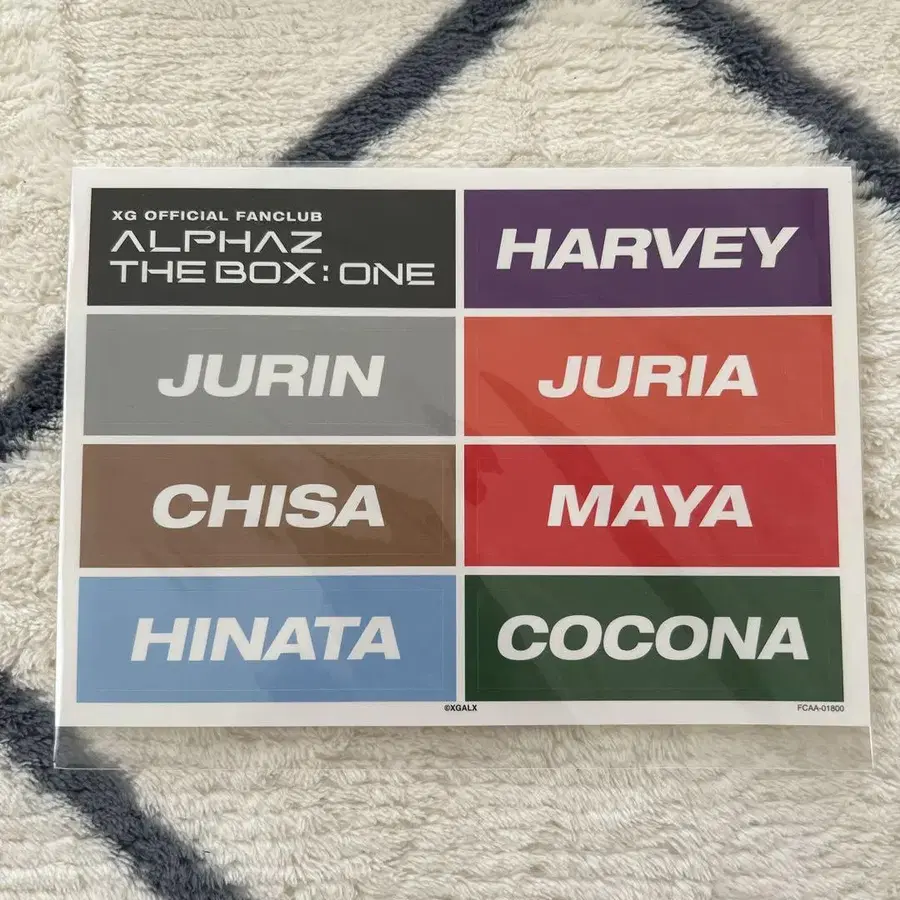 XG OFFICIAL FANCLUB
ALPHAZ
THE BOX : ONE
HARVEY
JURIN
JURIA
CHISA
MAYA
HINATA
COCONA
©XGALX
FCAA-01800